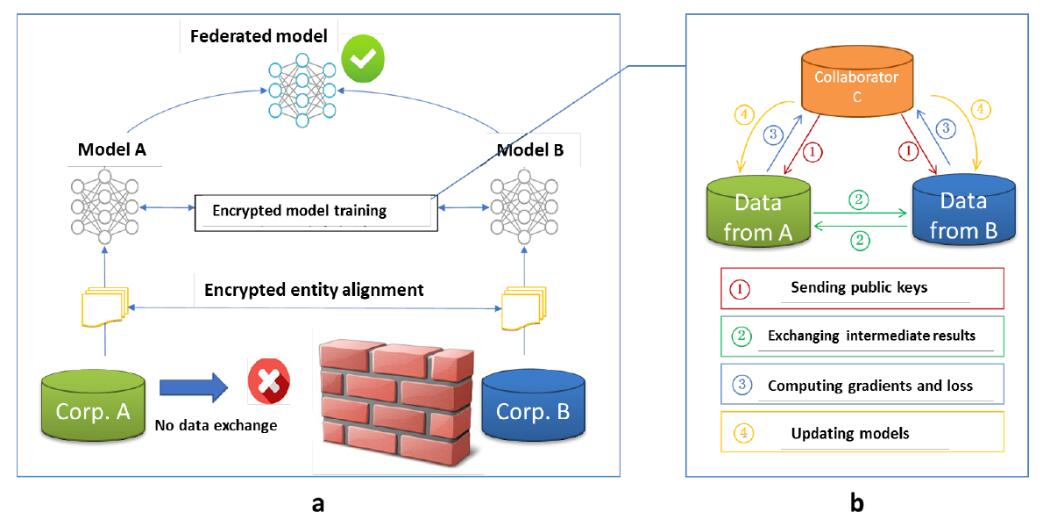 Federated model
Model A
Model B
Encrypted model training
Encrypted entity alignment
Corp. A
No data exchange
Corp. B
a
Collaborator
C
4
3
1
1
3
4
Data
from A
2
2
Data
from B
1 Sending public keys
2 Exchanging intermediate results
3 Computing gradients and loss
4 Updating models
b